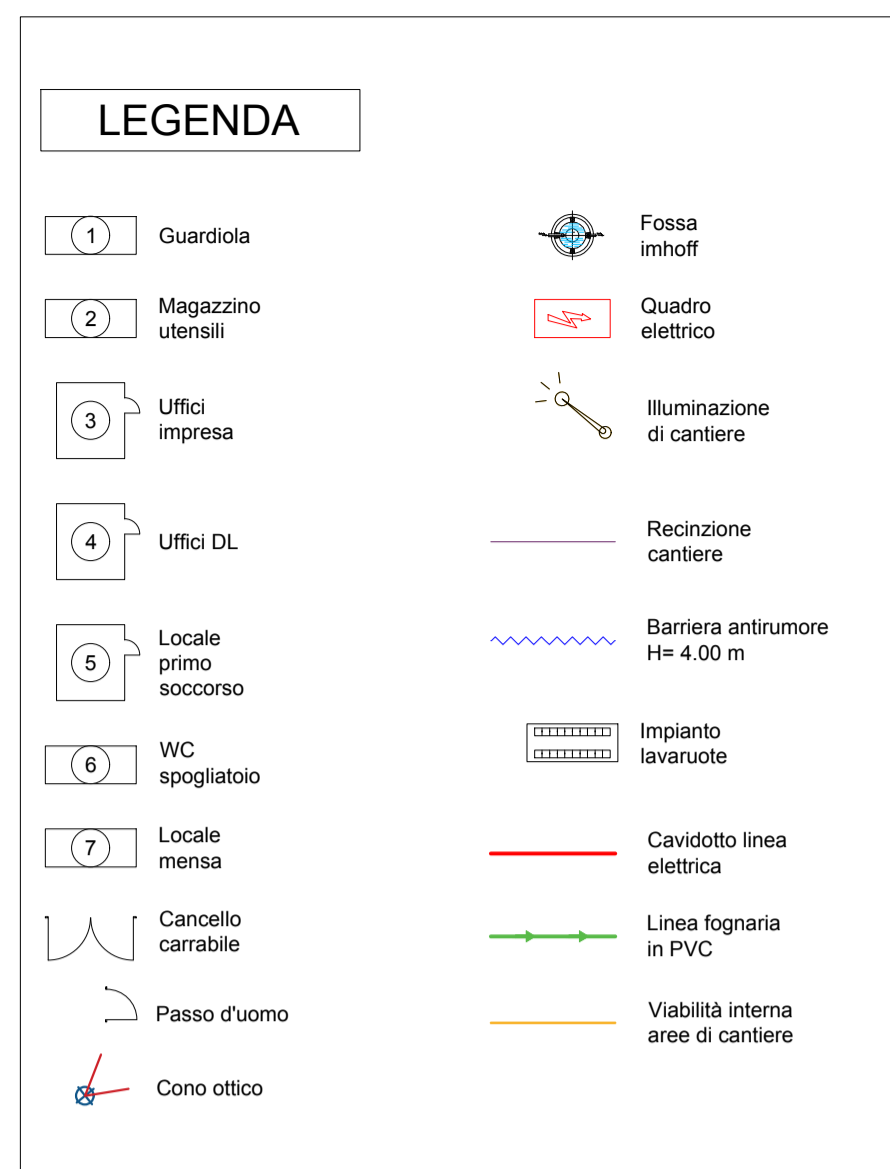 LEGENDA
1
Guardiola
2
Magazzino
utensili
3
Uffici
impresa
4
Uffici DL
5
Locale
primo
soccorso
6
WC
spogliatoio
7
Locale
mensa
Cancello
carrabile
Passo d'uomo
Cono ottico
Fossa
imhoff
Quadro
elettrico
Illuminazione
di cantiere
Recinzione
cantiere
Barriera antirumore
H= 4.00 m
Impianto
lavaruote
Cavidotto linea
elettrica
Linea fognaria
in PVC
Viabilità interna
aree di cantiere